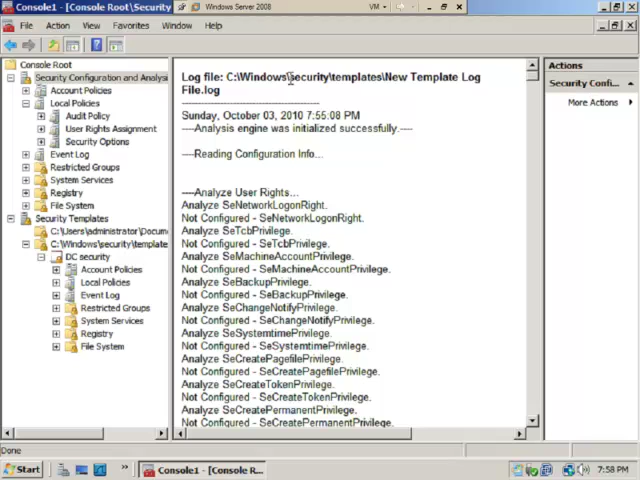 Console1 - [Console Root\Security
Windows Server 2008
VM
File Action View Favorites Window Help
Console Root
Security Configuration and Analysi
Account Policies
Local Policies
Audit Policy
User Rights Assignment
Security Options
Event Log
Restricted Groups
System Services
Registry
File System
Security Templates
C:\Users\administrator\Docum
C:\Windows\security\template
DC security
Account Policies
Local Policies
Event Log
Restricted Groups
System Services
Registry
File System
Log file: C:\Windows\security\templates\New Template Log
File.log
Sunday, October 03, 2010 7:55:08 PM
----Analysis engine was initialized successfully.----
----Reading Configuration Info...
----Analyze User Rights...
Analyze SeNetworkLogonRight.
Not Configured - SeNetworkLogonRight.
Analyze SeTcbPrivilege.
Not Configured - SeTcbPrivilege.
Analyze SeMachineAccountPrivilege.
Not Configured - SeMachineAccountPrivilege.
Analyze SeBackupPrivilege.
Not Configured - SeBackupPrivilege.
Analyze SeChangeNotifyPrivilege.
Not Configured - SeChangeNotifyPrivilege.
Analyze SeSystemtimePrivilege.
Not Configured - SeSystemtimePrivilege.
Analyze SeCreatePagefilePrivilege.
Not Configured - SeCreatePagefilePrivilege.
Analyze SeCreateTokenPrivilege.
Not Configured - SeCreateTokenPrivilege.
Analyze SeCreatePermanentPrivilege.
Not Configured - SeCreatePermanentPrivilege.
Actions
Security Confi...
More Actions
Done
Start
Console1 - [Console R...
7:58 PM